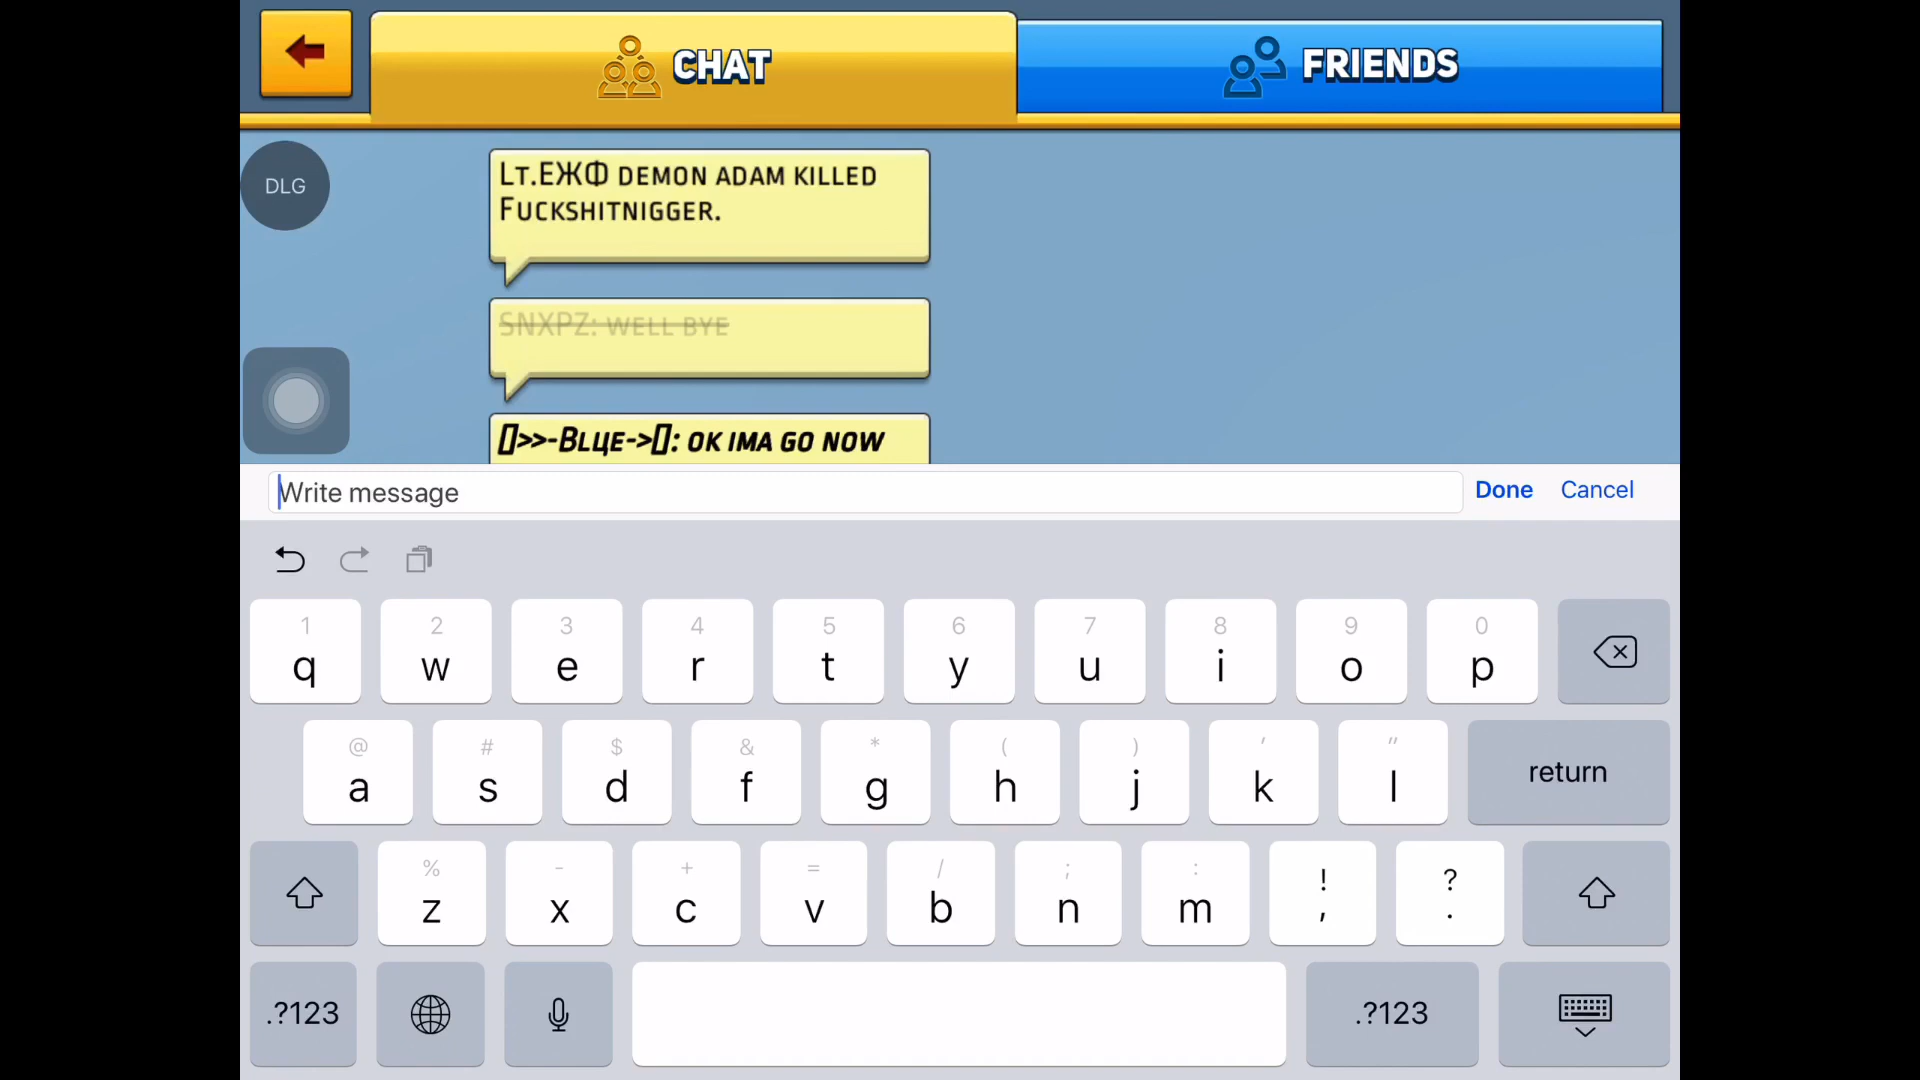 CHAT
FRIENDS
DLG
Lt.ЕЖФ DEMON ADAM KILLED
Fuckshitnigger.
SNXPZ: WELL BYE
[]>>-Blце->[]: OK IMA GO NOW
Write message
Done
Cancel
1 2 3 4 5 6 7 8 9 0
q w e r t y u i o p
@ # $ & * ( ) ' "
a s d f g h j k l return
% - + = / ; : ! ?
z x c v b n m , .
.?123 .?123